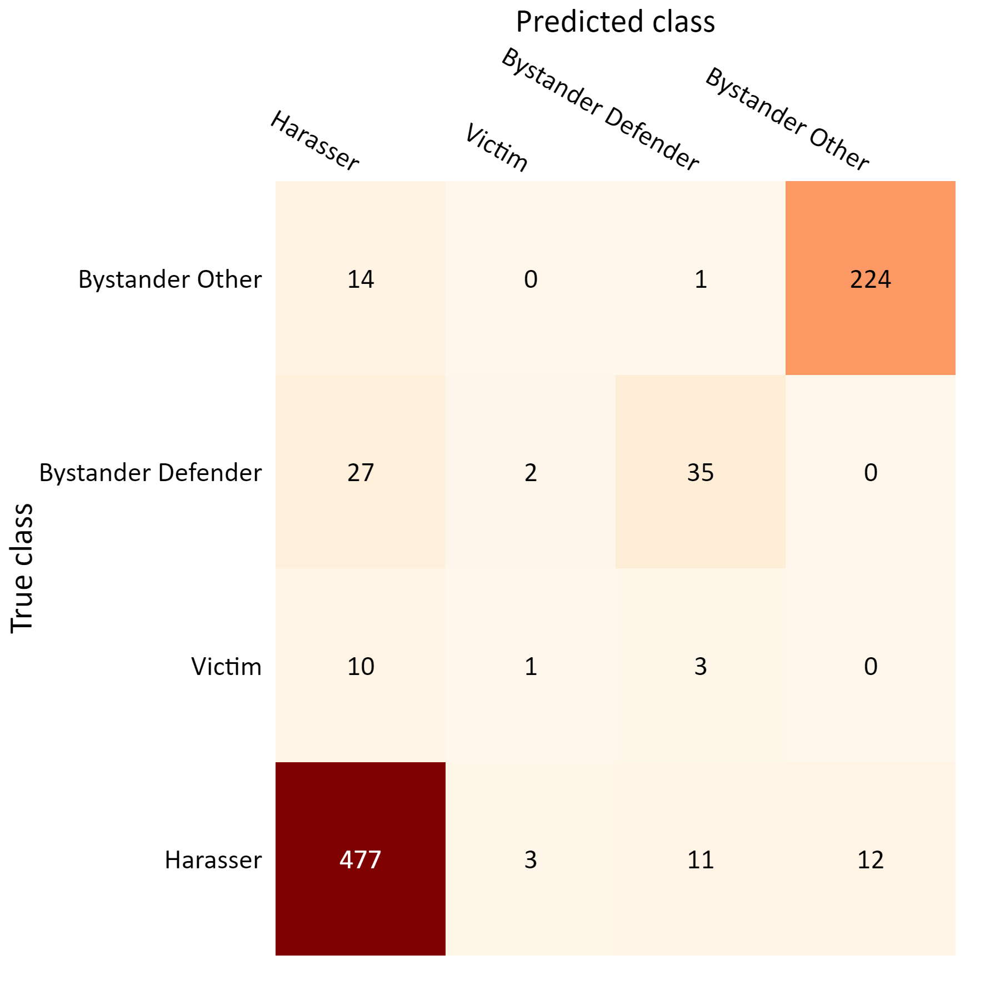 Predicted class
Harasser
Victim
Bystander Defender
Bystander Other
Bystander Other 14 0 1 224
Bystander Defender 27 2 35 0
True class
Victim 10 1 3 0
Harasser 477 3 11 12